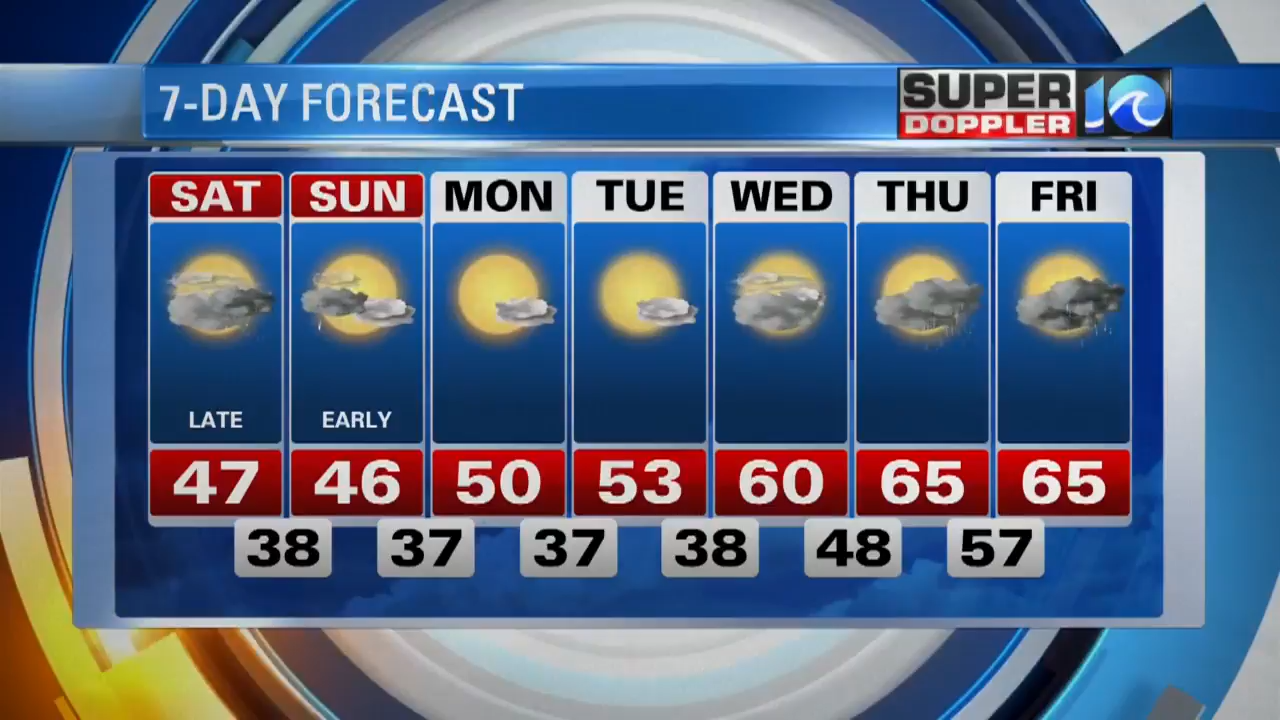 7-DAY FORECAST
SUPER DOPPLER 10
SAT SUN MON TUE WED THU FRI
LATE EARLY
47 46 50 53 60 65 65
38 37 37 38 48 57